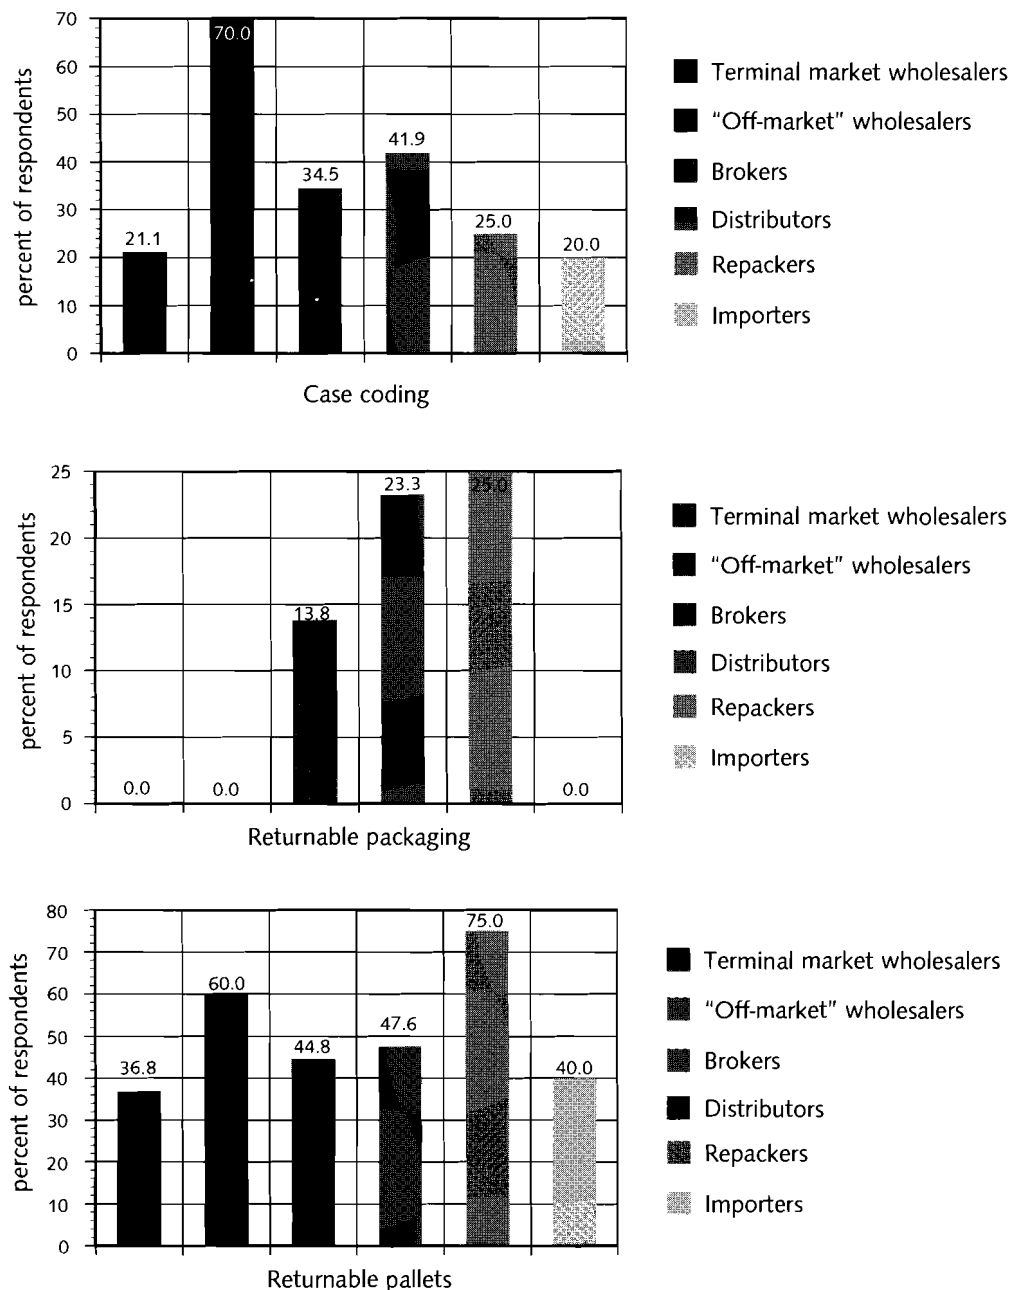 70
60
50
40
30
20
10
0
percent of respondents
21.1
70.0
34.5
41.9
25.0
20.0
Case coding
Terminal market wholesalers
“Off-market” wholesalers
Brokers
Distributors
Repackers
Importers
25
20
15
10
5
0
percent of respondents
0.0
0.0
13.8
23.3
25.0
0.0
Returnable packaging
Terminal market wholesalers
“Off-market” wholesalers
Brokers
Distributors
Repackers
Importers
80
70
60
50
40
30
20
10
0
percent of respondents
36.8
60.0
44.8
47.6
75.0
40.0
Returnable pallets
Terminal market wholesalers
“Off-market” wholesalers
Brokers
Distributors
Repackers
Importers